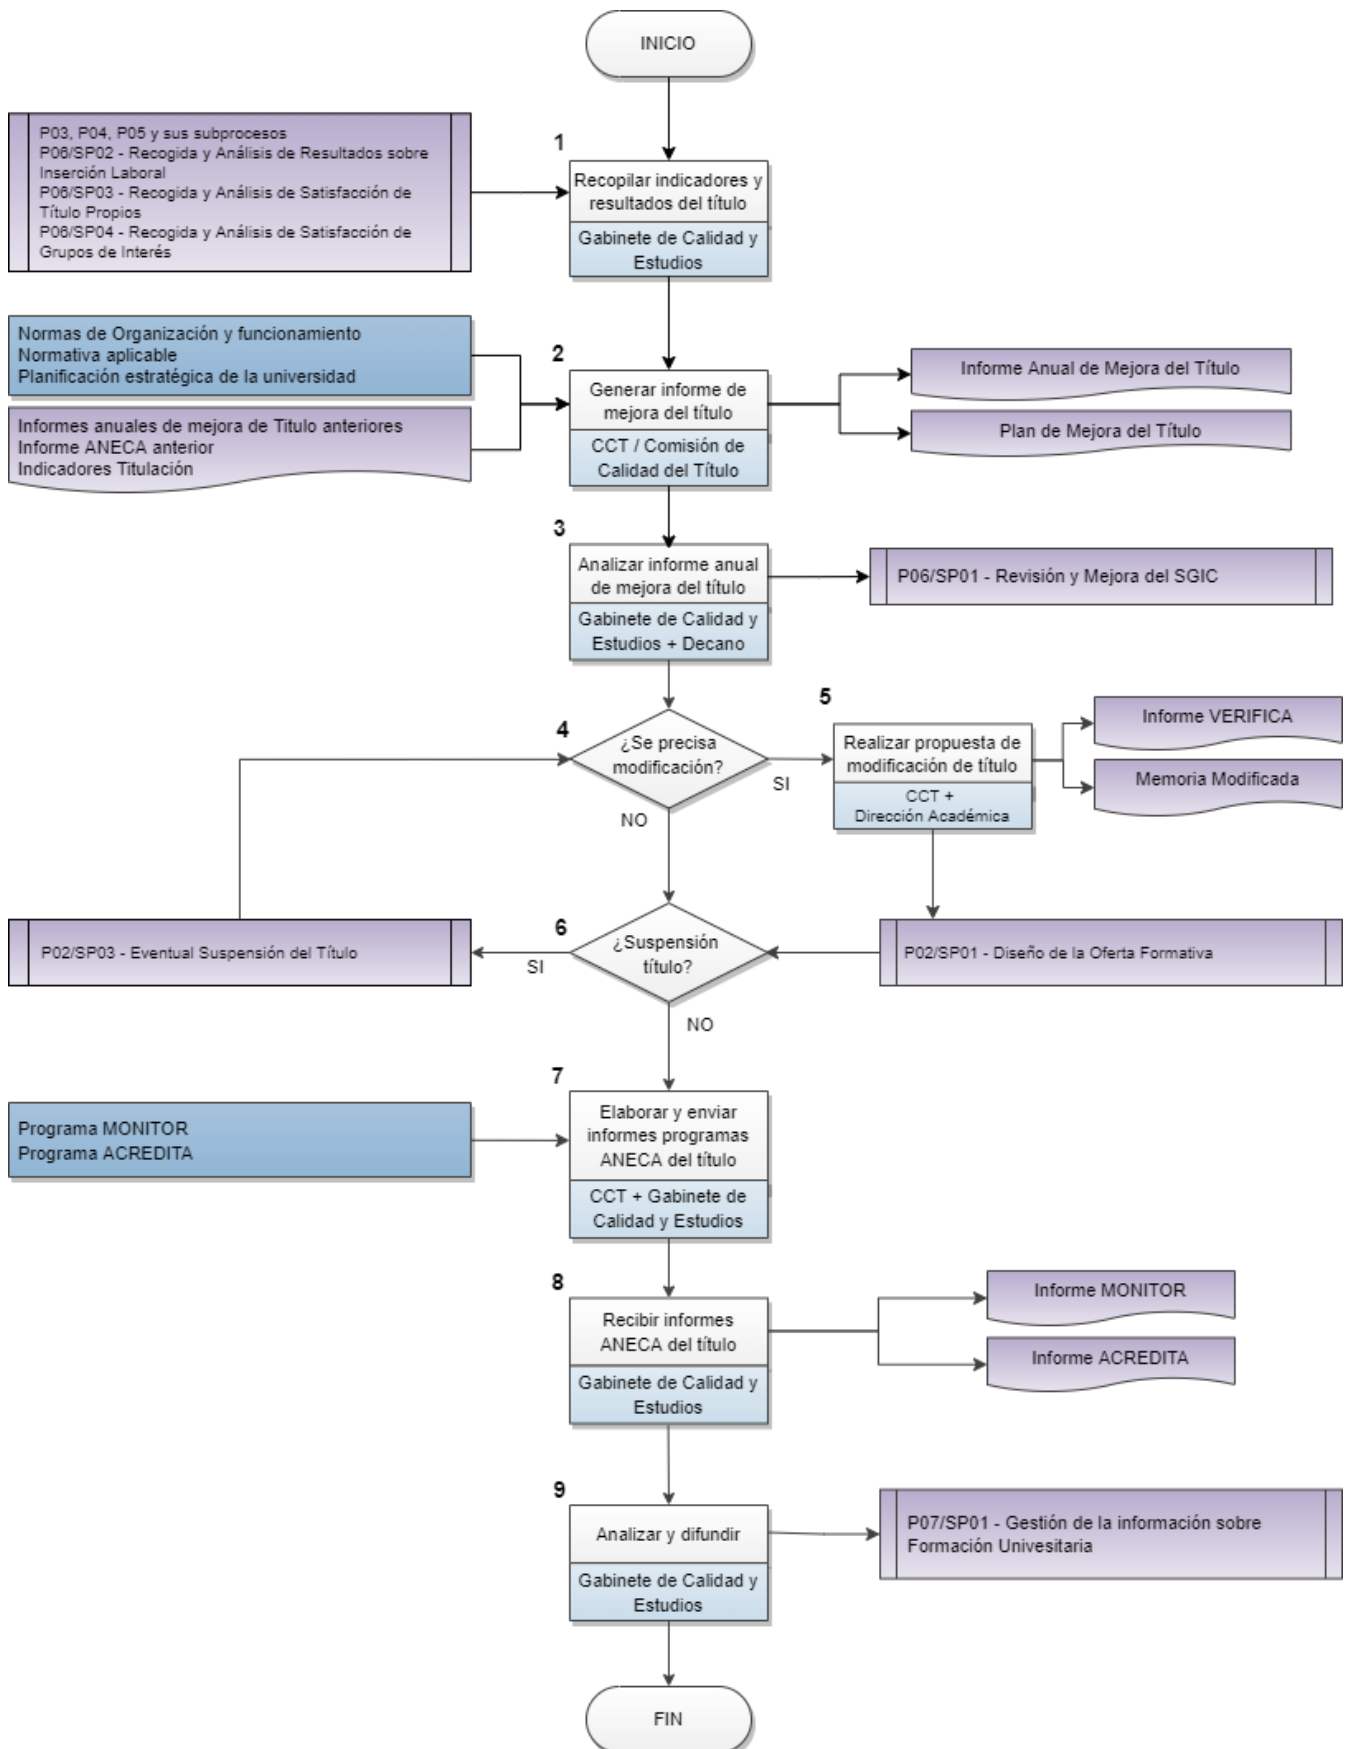 INICIO
P03, P04, P05 y sus subprocesos
P06/SP02 - Recogida y Análisis de Resultados sobre
Inserción Laboral
P06/SP03 - Recogida y Análisis de Satisfacción de
Título Propios
P06/SP04 - Recogida y Análisis de Satisfacción de
Grupos de Interés
1
Recopilar indicadores y
resultados del título
Gabinete de Calidad y
Estudios
Normas de Organización y funcionamiento
Normativa aplicable
Planificación estratégica de la universidad
Informes anuales de mejora de Titulo anteriores
Informe ANECA anterior
Indicadores Titulación
2
Generar informe de
mejora del título
CCT / Comisión de
Calidad del Título
Informe Anual de Mejora del Título
Plan de Mejora del Título
3
Analizar informe anual
de mejora del título
Gabinete de Calidad y
Estudios + Decano
P06/SP01 - Revisión y Mejora del SGIC
4
¿Se precisa
modificación?
SI
NO
5
Realizar propuesta de
modificación de título
CCT +
Dirección Académica
Informe VERIFICA
Memoria Modificada
P02/SP03 - Eventual Suspensión del Título
6
¿Suspensión
título?
SI
NO
P02/SP01 - Diseño de la Oferta Formativa
7
Elaborar y enviar
informes programas
ANECA del título
CCT + Gabinete de
Calidad y Estudios
Programa MONITOR
Programa ACREDITA
8
Recibir informes
ANECA del título
Gabinete de Calidad y
Estudios
Informe MONITOR
Informe ACREDITA
9
Analizar y difundir
Gabinete de Calidad y
Estudios
P07/SP01 - Gestión de la información sobre
Formación Univesitaria
FIN